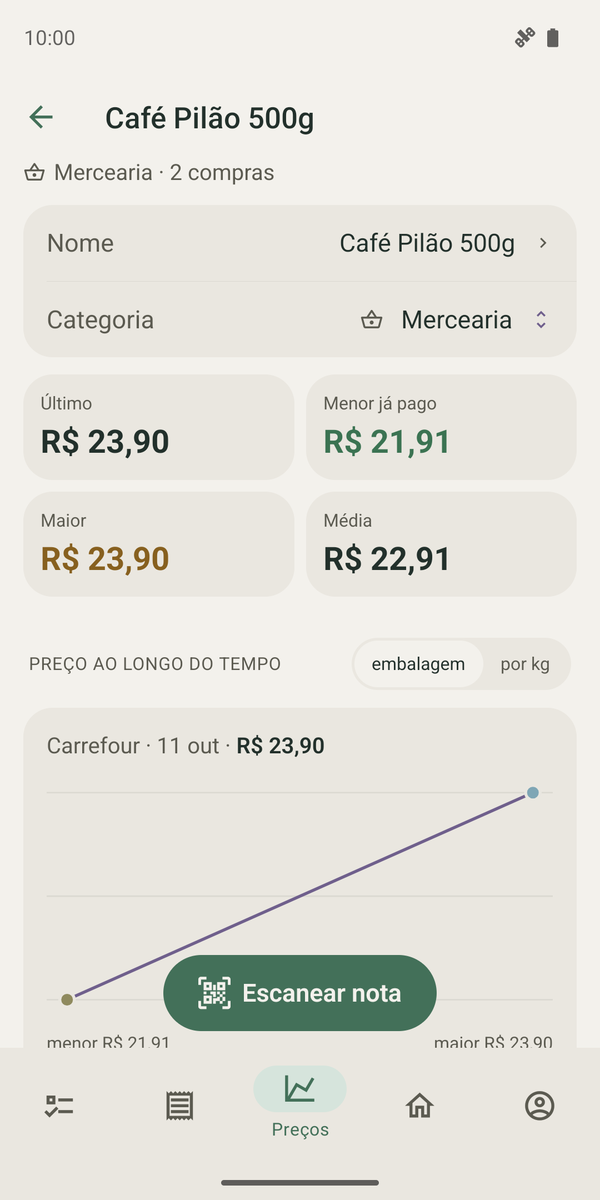 10:00
Café Pilão 500g
Mercearia · 2 compras
Nome Café Pilão 500g
Categoria Mercearia
Último Menor já pago
R$ 23,90 R$ 21,91
Maior Média
R$ 23,90 R$ 22,91
PREÇO AO LONGO DO TEMPO embalagem por kg
Carrefour · 11 out · R$ 23,90
Escanear nota
menor R$ 21,91 maior R$ 23,90
Preços